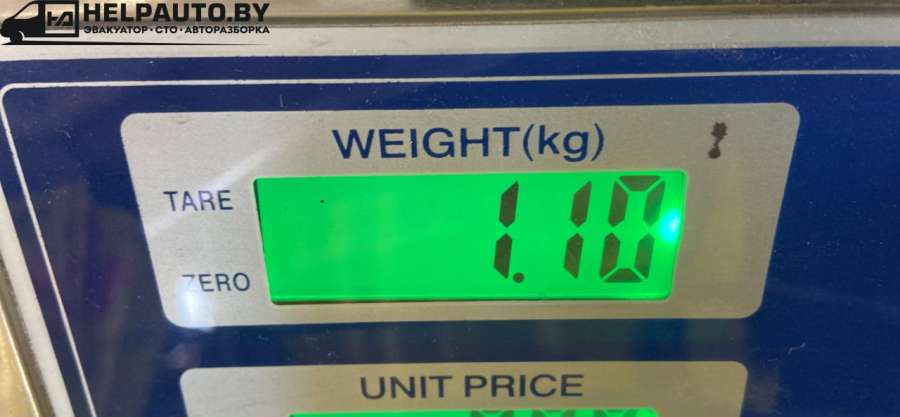 HELPAUTO.BY
ЭВАКУАТОР • СТО • АВТОРАЗБОРКА
WEIGHT(kg)
TARE
1.10
ZERO
UNIT PRICE